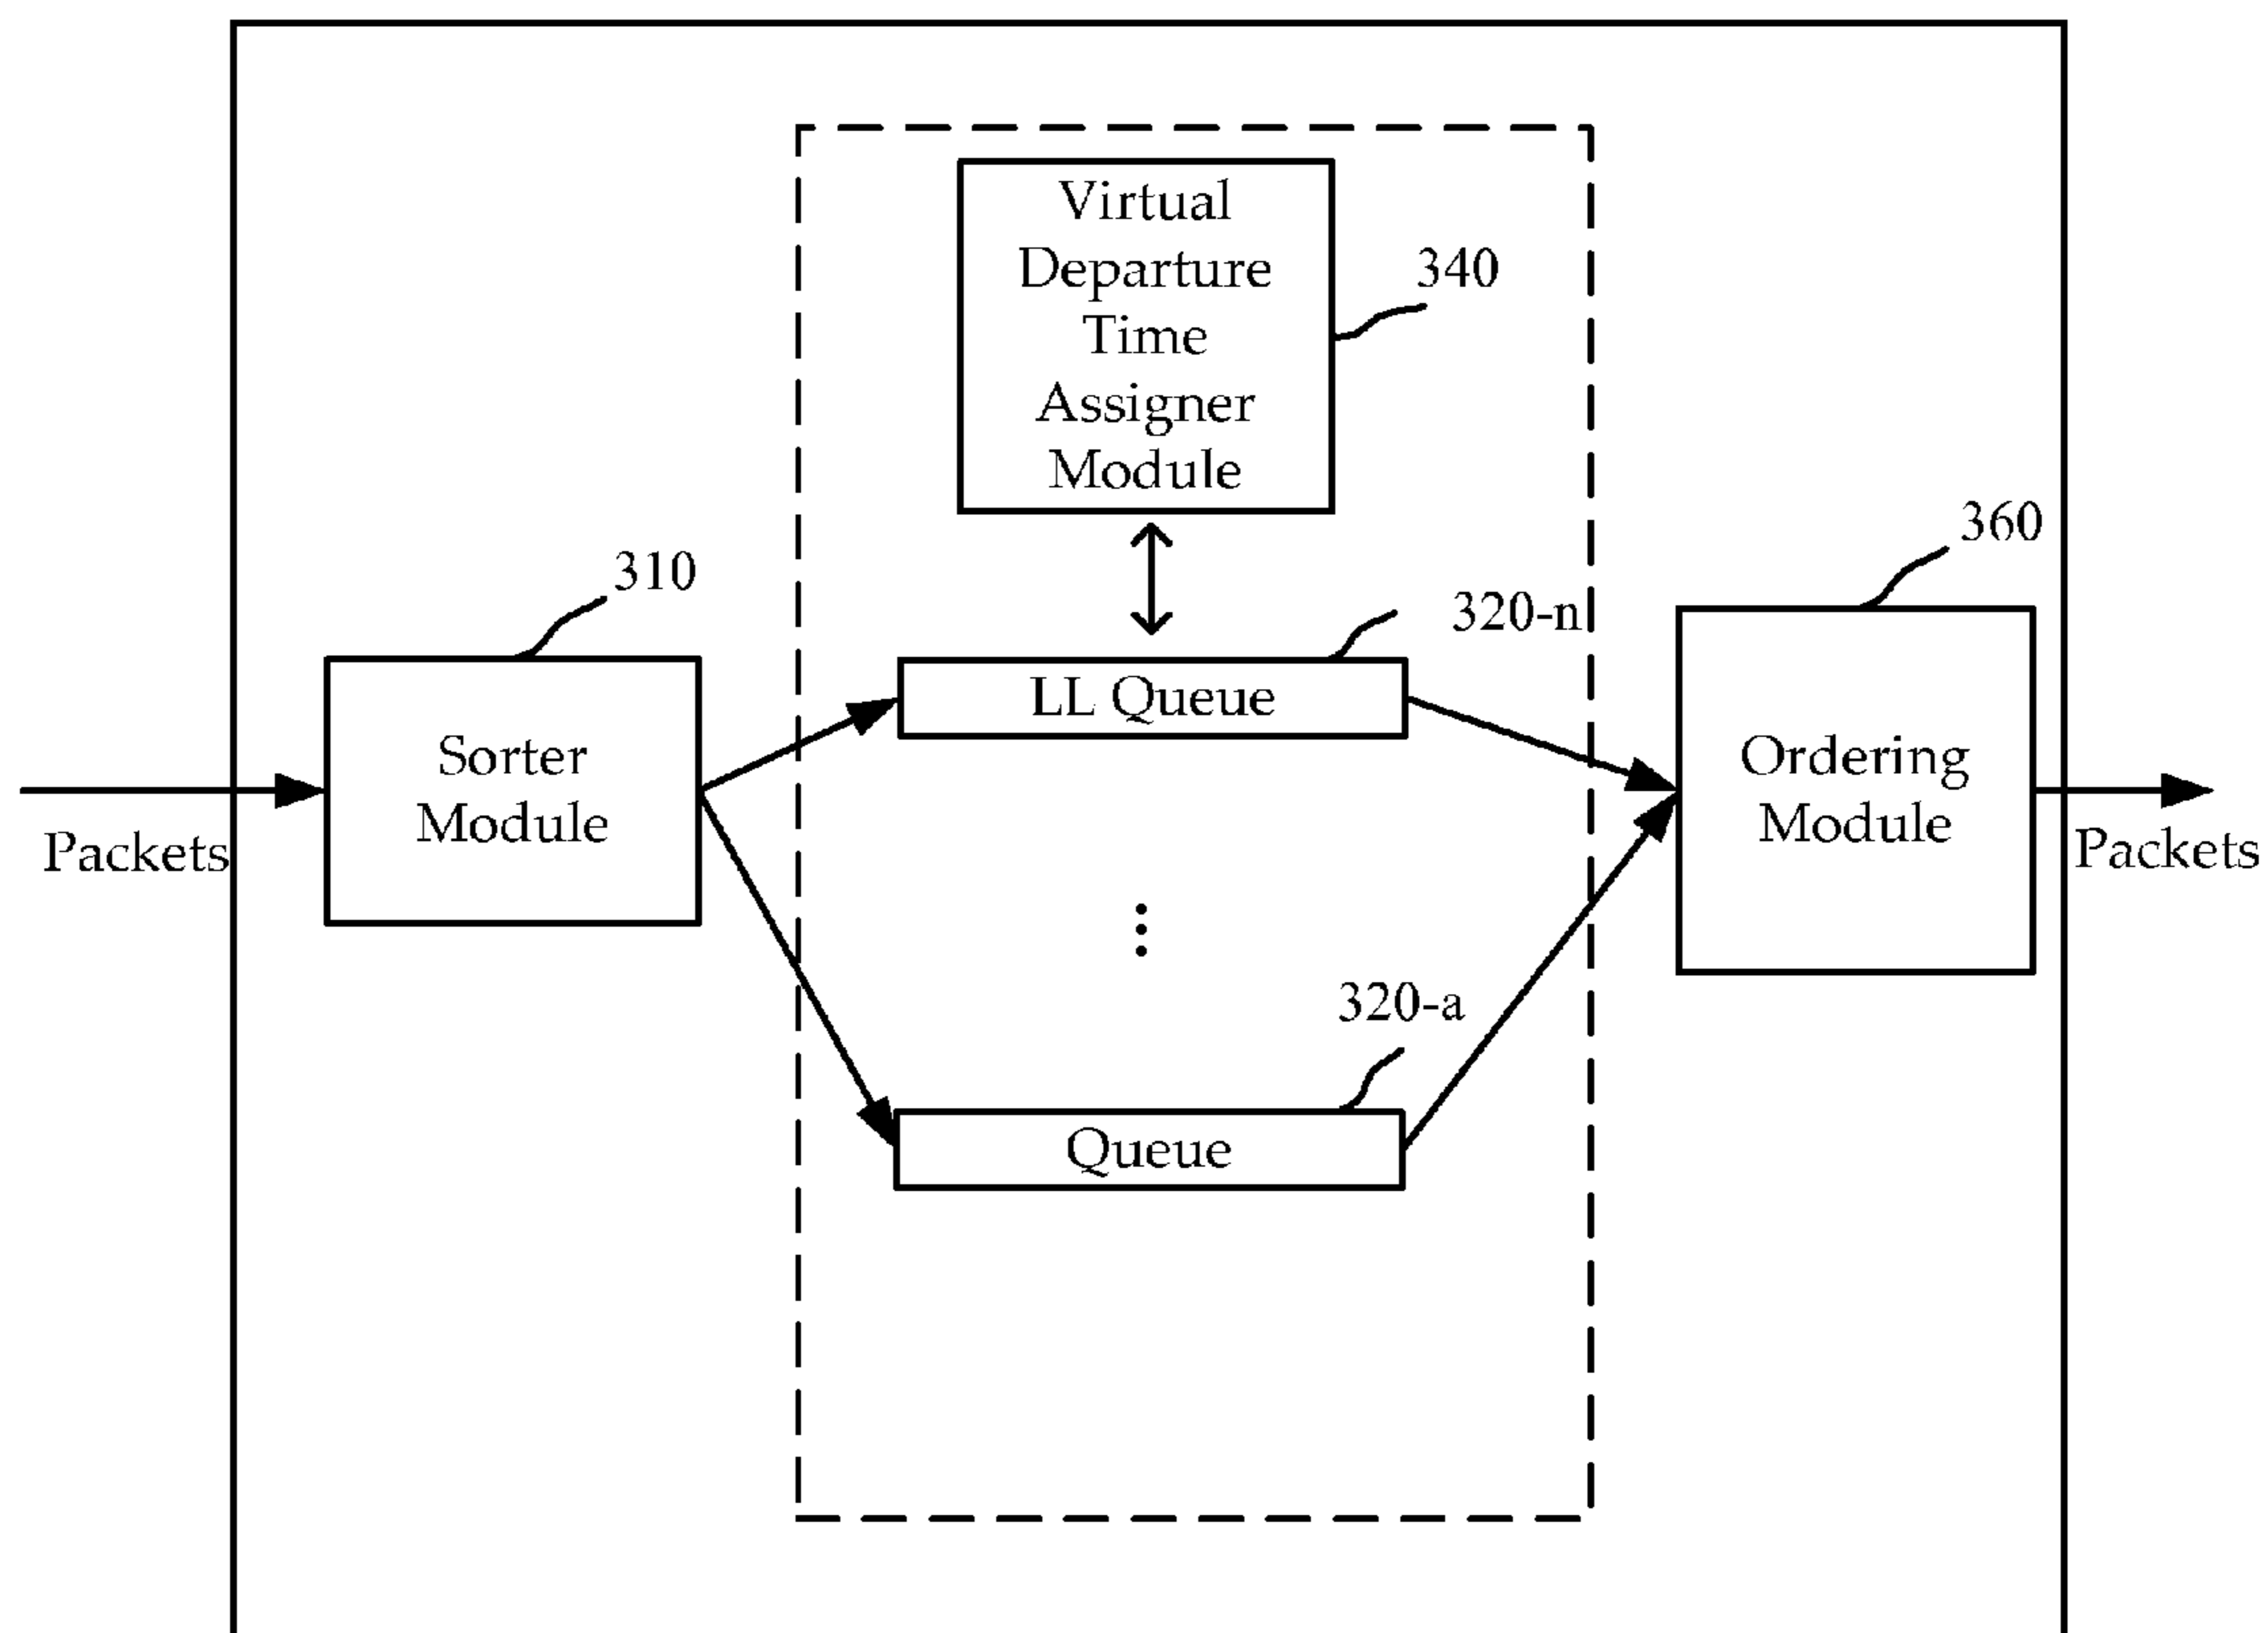 Virtual
Departure
Time
Assigner
Module
340
360
310
320-n
LL Queue
Sorter
Module
Ordering
Module
Packets
Packets
320-a
Queue